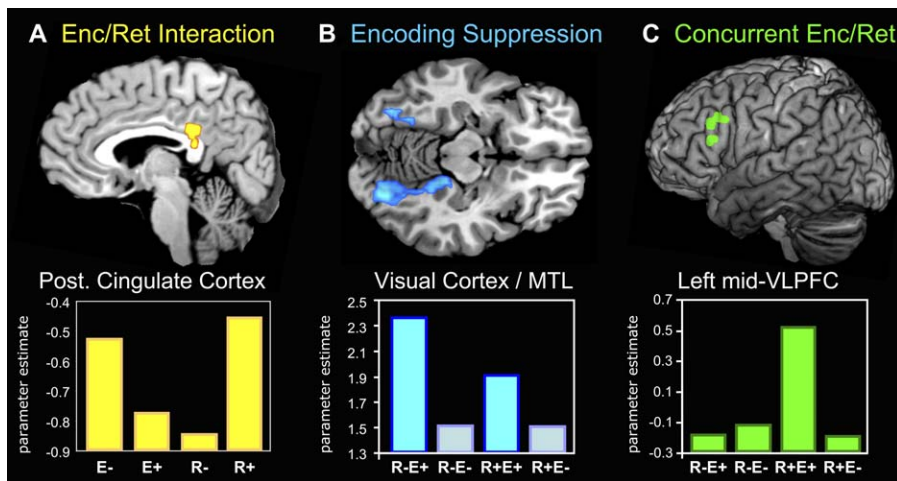 A Enc/Ret Interaction
B Encoding Suppression
C Concurrent Enc/Ret
Post. Cingulate Cortex
Visual Cortex / MTL
Left mid-VLPFC
parameter estimate
-0.4
-0.5
-0.6
-0.7
-0.8
-0.9
E- E+ R- R+
parameter estimate
2.5
2.3
2.1
1.9
1.7
1.5
1.3
R-E+ R-E- R+E+ R+E-
parameter estimate
0.7
0.5
0.3
0.1
-0.1
-0.3
R-E+ R-E- R+E+ R+E-